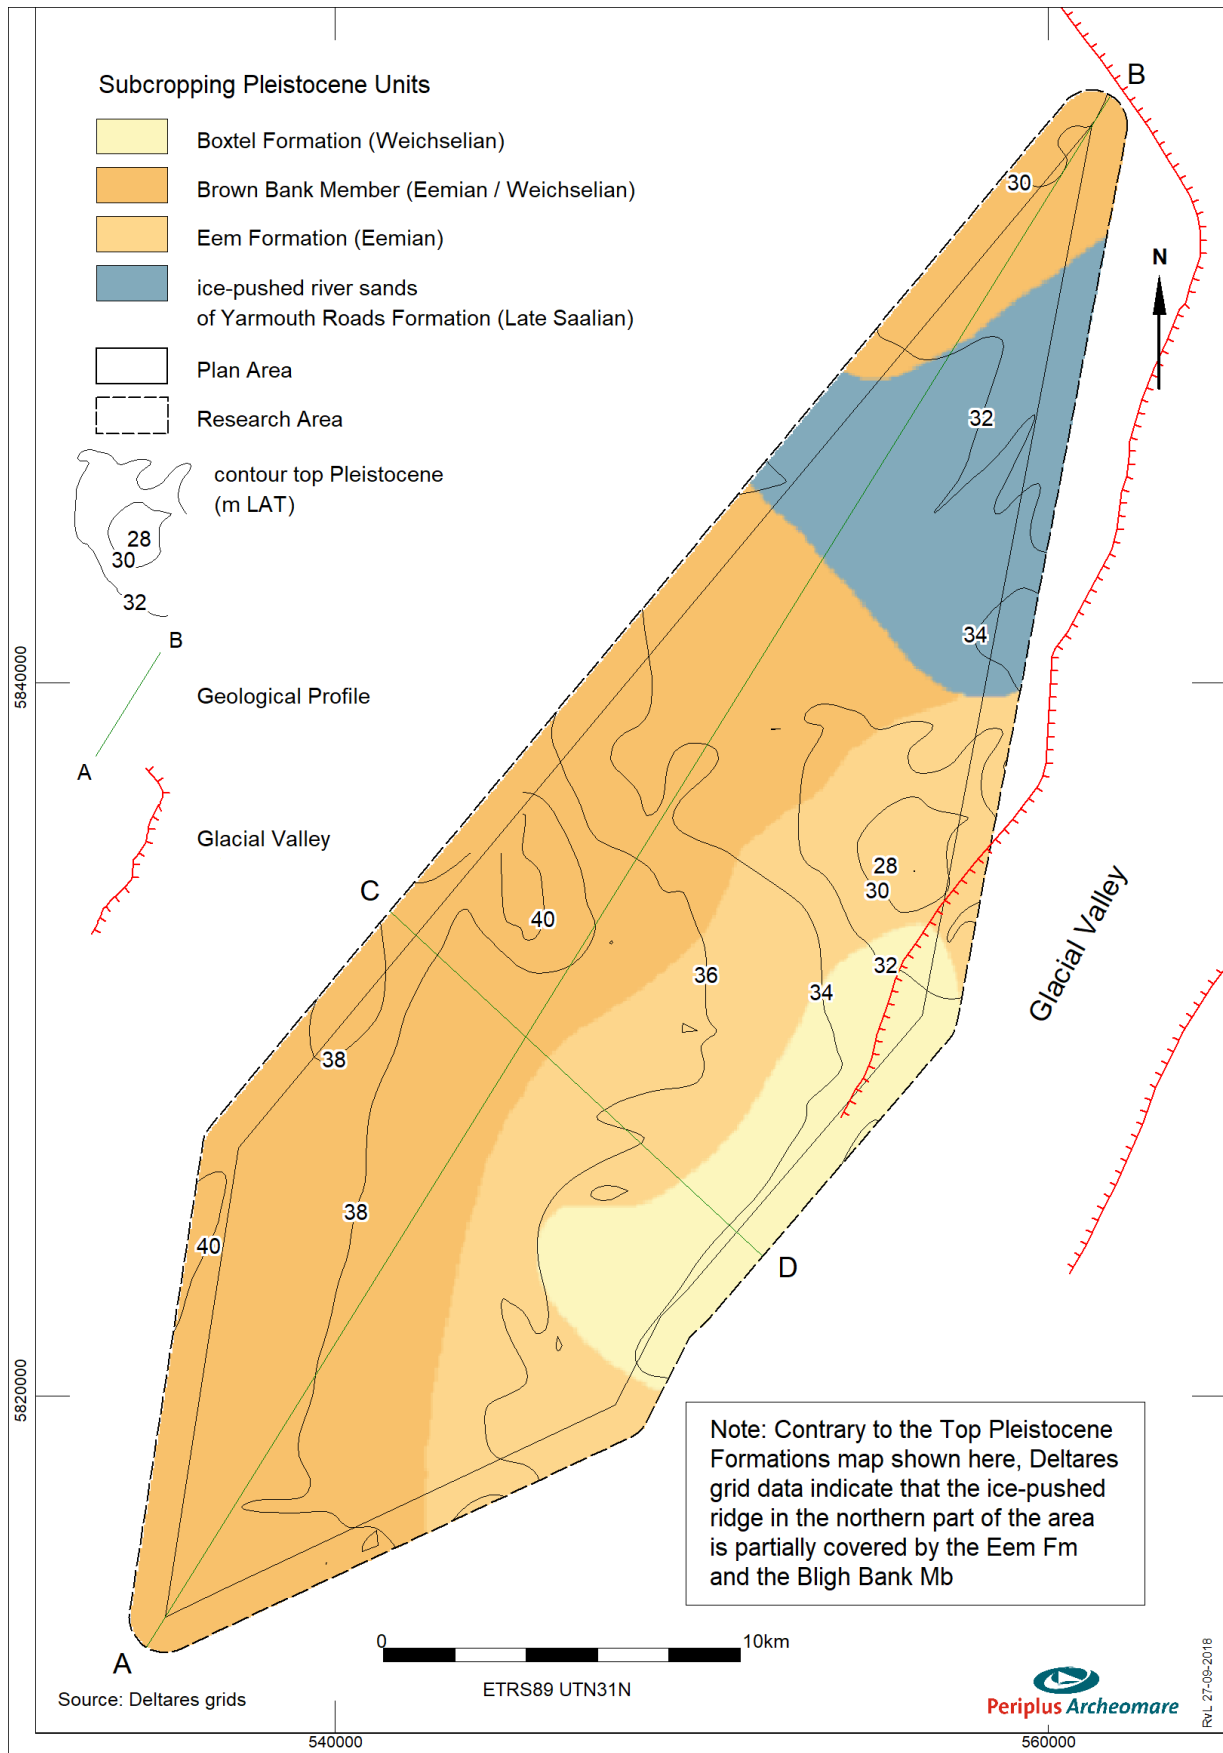 Subcropping Pleistocene Units
Boxtel Formation (Weichselian)
Brown Bank Member (Eemian / Weichselian)
Eem Formation (Eemian)
ice-pushed river sands
of Yarmouth Roads Formation (Late Saalian)
Plan Area
Research Area
contour top Pleistocene
(m LAT)
28
30
32
B
Geological Profile
A
Glacial Valley
B
30
N
32
34
5840000
28
30
C
40
36
32
34
Glacial Valley
38
38
40
D
5820000
Note: Contrary to the Top Pleistocene
Formations map shown here, Deltares
grid data indicate that the ice-pushed
ridge in the northern part of the area
is partially covered by the Eem Fm
and the Bligh Bank Mb
A
0 10km
ETRS89 UTN31N
Source: Deltares grids
Periplus Archeomare
RvL 27-09-2018
540000 560000